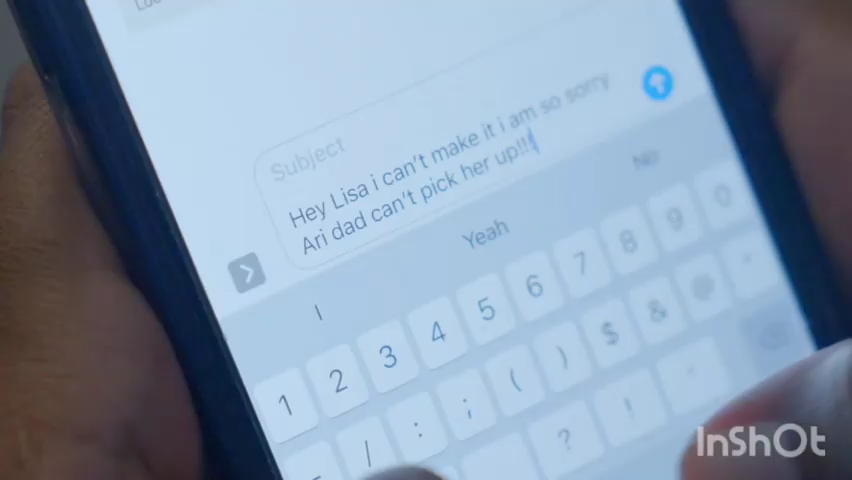 Subject
Hey Lisa i can't make it i am so sorry
Ari dad can't pick her up!!!
I Yeah No
1 2 3 4 5 6 7 8 9 0
/ : ; ( ) $ & @ "
? ! '
InShOt